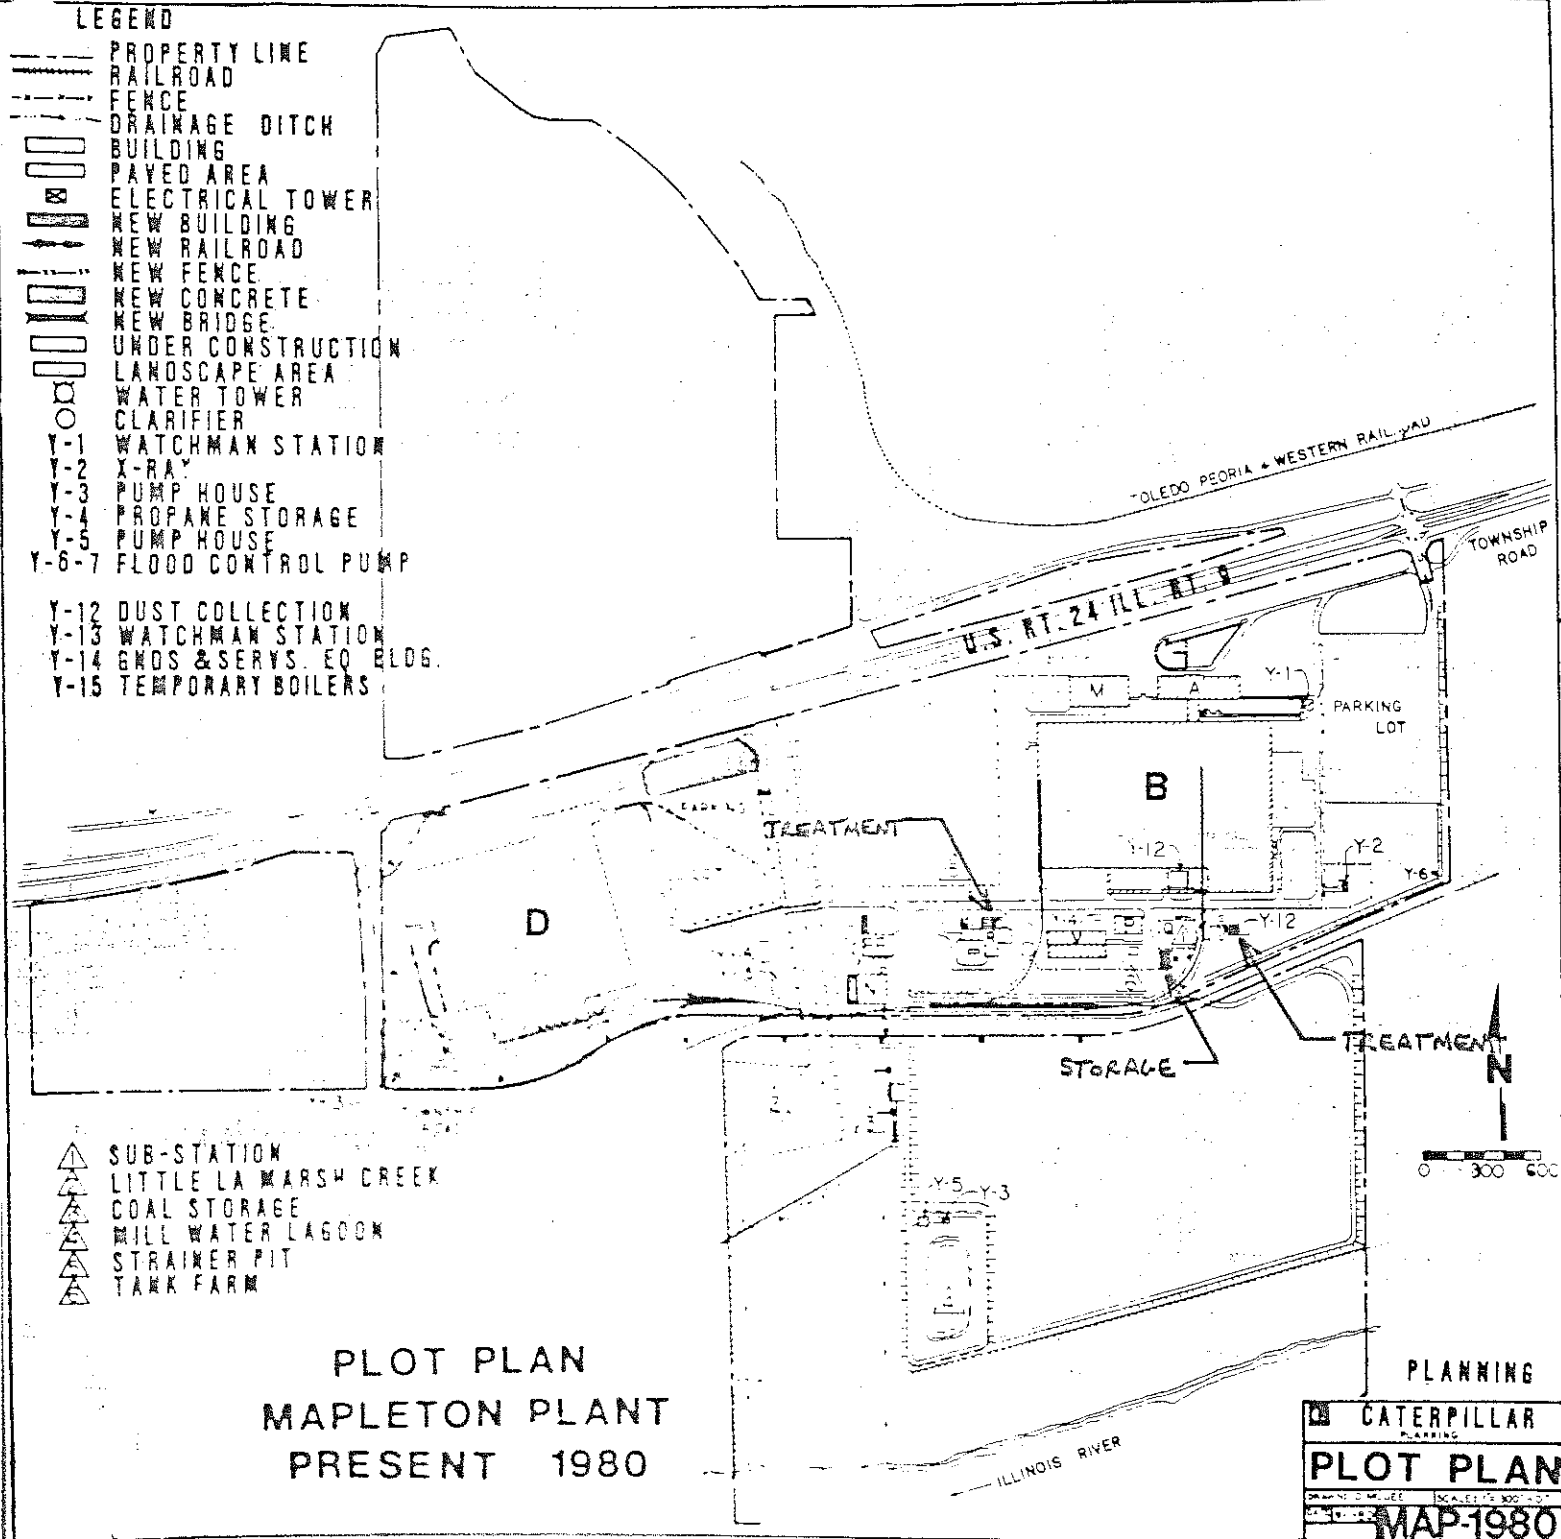 LEGEND
PROPERTY LINE
RAILROAD
FENCE
DRAINAGE DITCH
BUILDING
PAVED AREA
ELECTRICAL TOWER
NEW BUILDING
NEW RAILROAD
NEW FENCE
NEW CONCRETE
NEW BRIDGE
UNDER CONSTRUCTION
LANDSCAPE AREA
WATER TOWER
CLARIFIER
Y-1 WATCHMAN STATION
Y-2 X-RAY
Y-3 PUMP HOUSE
Y-4 PROPANE STORAGE
Y-5 PUMP HOUSE
Y-6-7 FLOOD CONTROL PUMP
Y-12 DUST COLLECTION
Y-13 WATCHMAN STATION
Y-14 GNDS & SERVS. EQ BLDG.
Y-15 TEMPORARY BOILERS
TOLEDO PEORIA + WESTERN RAILROAD
TOWNSHIP
ROAD
U.S. RT. 24 ILL. RT. 9
M
A
Y-1
PARKING
LOT
B
PARKING
TREATMENT
Y-12
Y-2
Y-6
D
Y-12
TREATMENT
STORAGE
N
0 300 600
Y-5
Y-3
SUB-STATION
LITTLE LA MARSH CREEK
COAL STORAGE
MILL WATER LAGOON
STRAINER PIT
TANK FARM
PLOT PLAN
MAPLETON PLANT
PRESENT 1980
ILLINOIS RIVER
PLANNING
CATERPILLAR
PLANNING
PLOT PLAN
MAP-1980